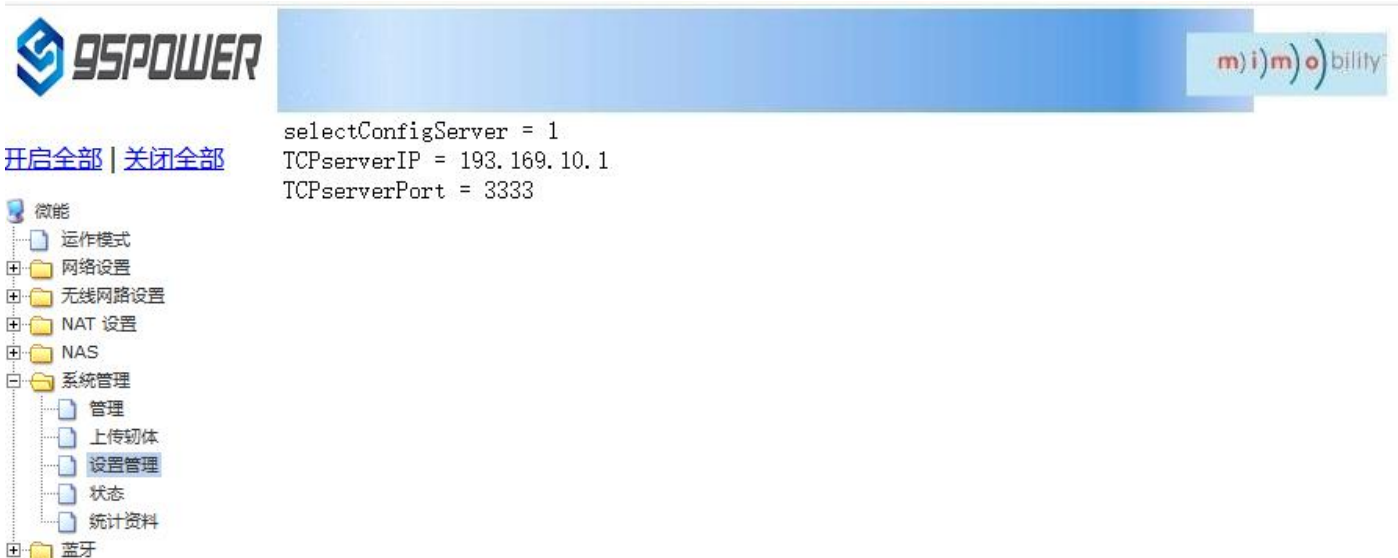 95POWER
m)i)m)o)bility
selectConfigServer = 1
TCPserverIP = 193.169.10.1
TCPserverPort = 3333
开启全部 | 关闭全部
微能
运作模式
网络设置
无线网路设置
NAT 设置
NAS
系统管理
管理
上传韧体
设置管理
状态
统计资料
蓝牙